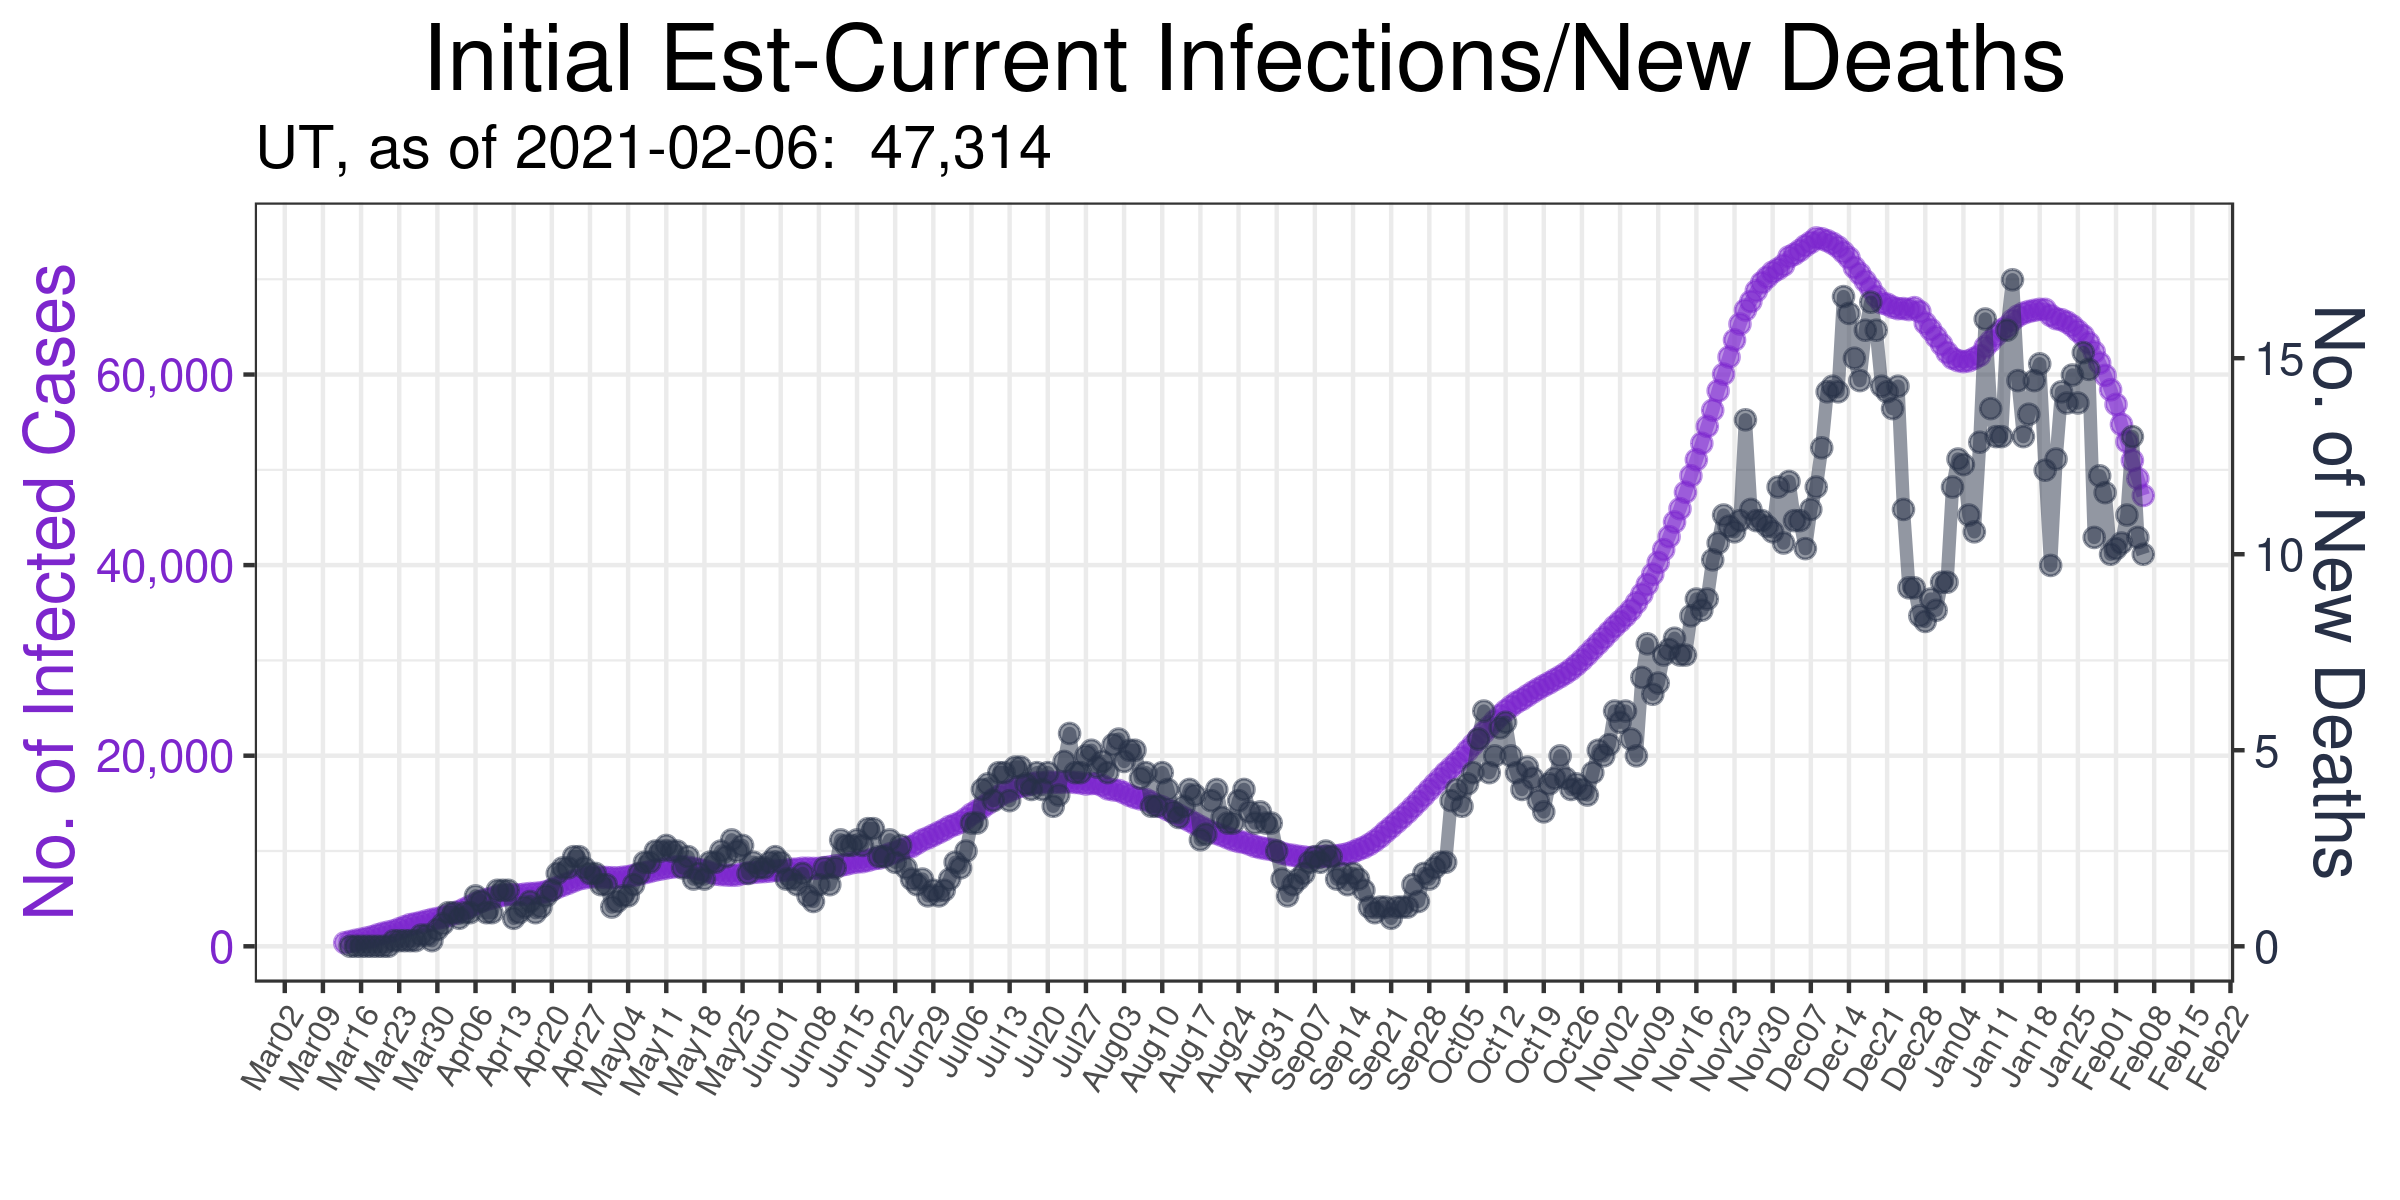 Initial Est-Current Infections/New Deaths
UT, as of 2021-02-06:  47,314
No. of Infected Cases
60,000
40,000
20,000
0
15
10
5
0
No. of New Deaths
Mar02
Mar09
Mar16
Mar23
Mar30
Apr06
Apr13
Apr20
Apr27
May04
May11
May18
May25
Jun01
Jun08
Jun15
Jun22
Jun29
Jul06
Jul13
Jul20
Jul27
Aug03
Aug10
Aug17
Aug24
Aug31
Sep07
Sep14
Sep21
Sep28
Oct05
Oct12
Oct19
Oct26
Nov02
Nov09
Nov16
Nov23
Nov30
Dec07
Dec14
Dec21
Dec28
Jan04
Jan11
Jan18
Jan25
Feb01
Feb08
Feb15
Feb22